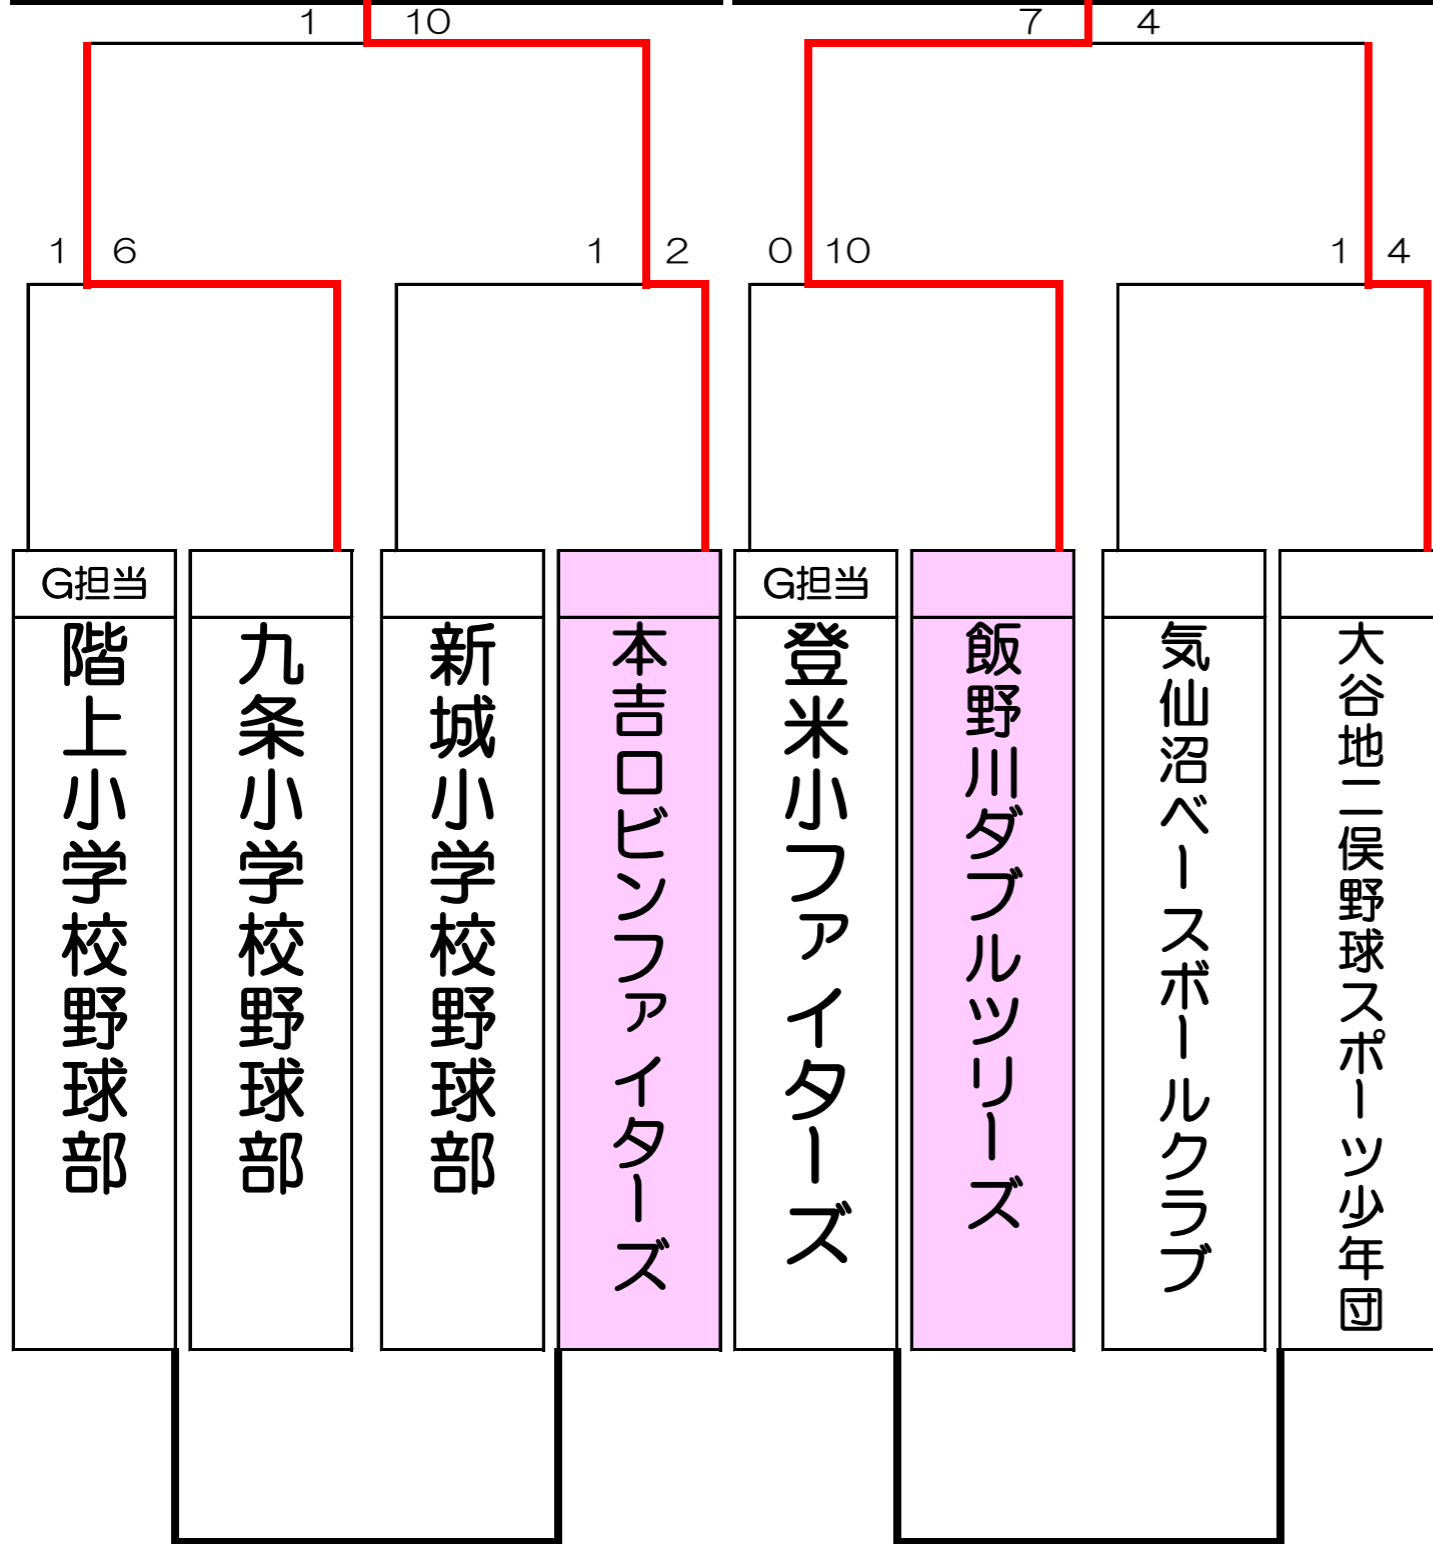 1 10 7 4
1 6 1 2 0 10 1 4
G担当 G担当
階上小学校野球部
九条小学校野球部
新城小学校野球部
本吉ロビンファイターズ
登米小ファイターズ
飯野川ダブルツリーズ
気仙沼ベースボールクラブ
大谷地二俣野球スポーツ少年団